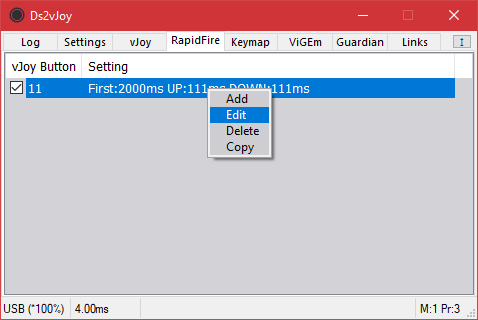 Ds2vJoy
Log Settings vJoy RapidFire Keymap ViGEm Guardian Links
vJoy Button Setting
11 First:2000ms UP:111ms DOWN:111ms
Add
Edit
Delete
Copy
USB (*100%) 4.00ms M:1 Pr:3